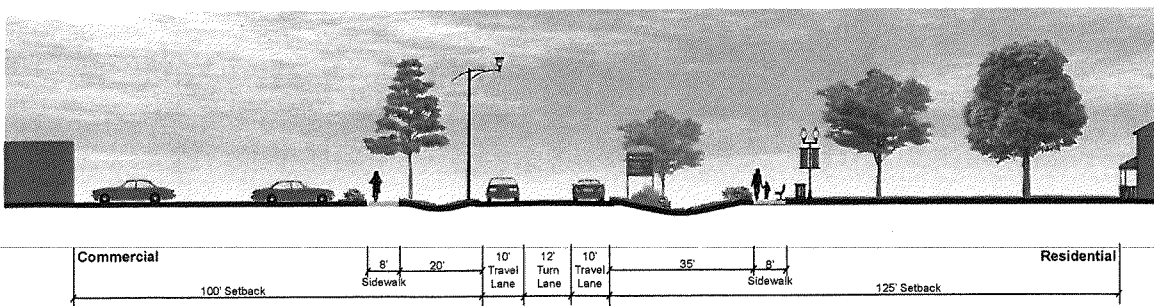 Commercial
Residential
8'
Sidewalk
20'
10'
Travel
Lane
12'
Turn
Lane
10'
Travel
Lane
35'
8'
Sidewalk
100' Setback
125' Setback